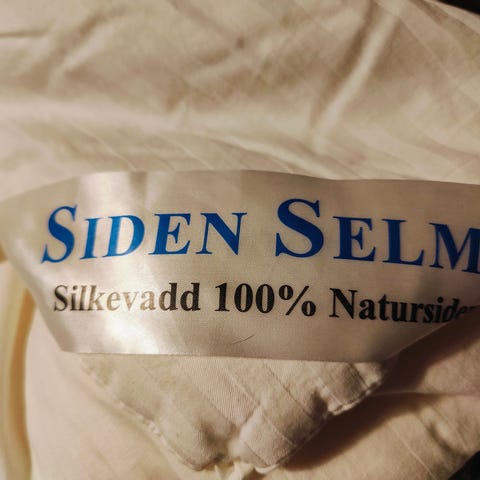 SIDEN SELM
Silkevadd 100% Natursiden